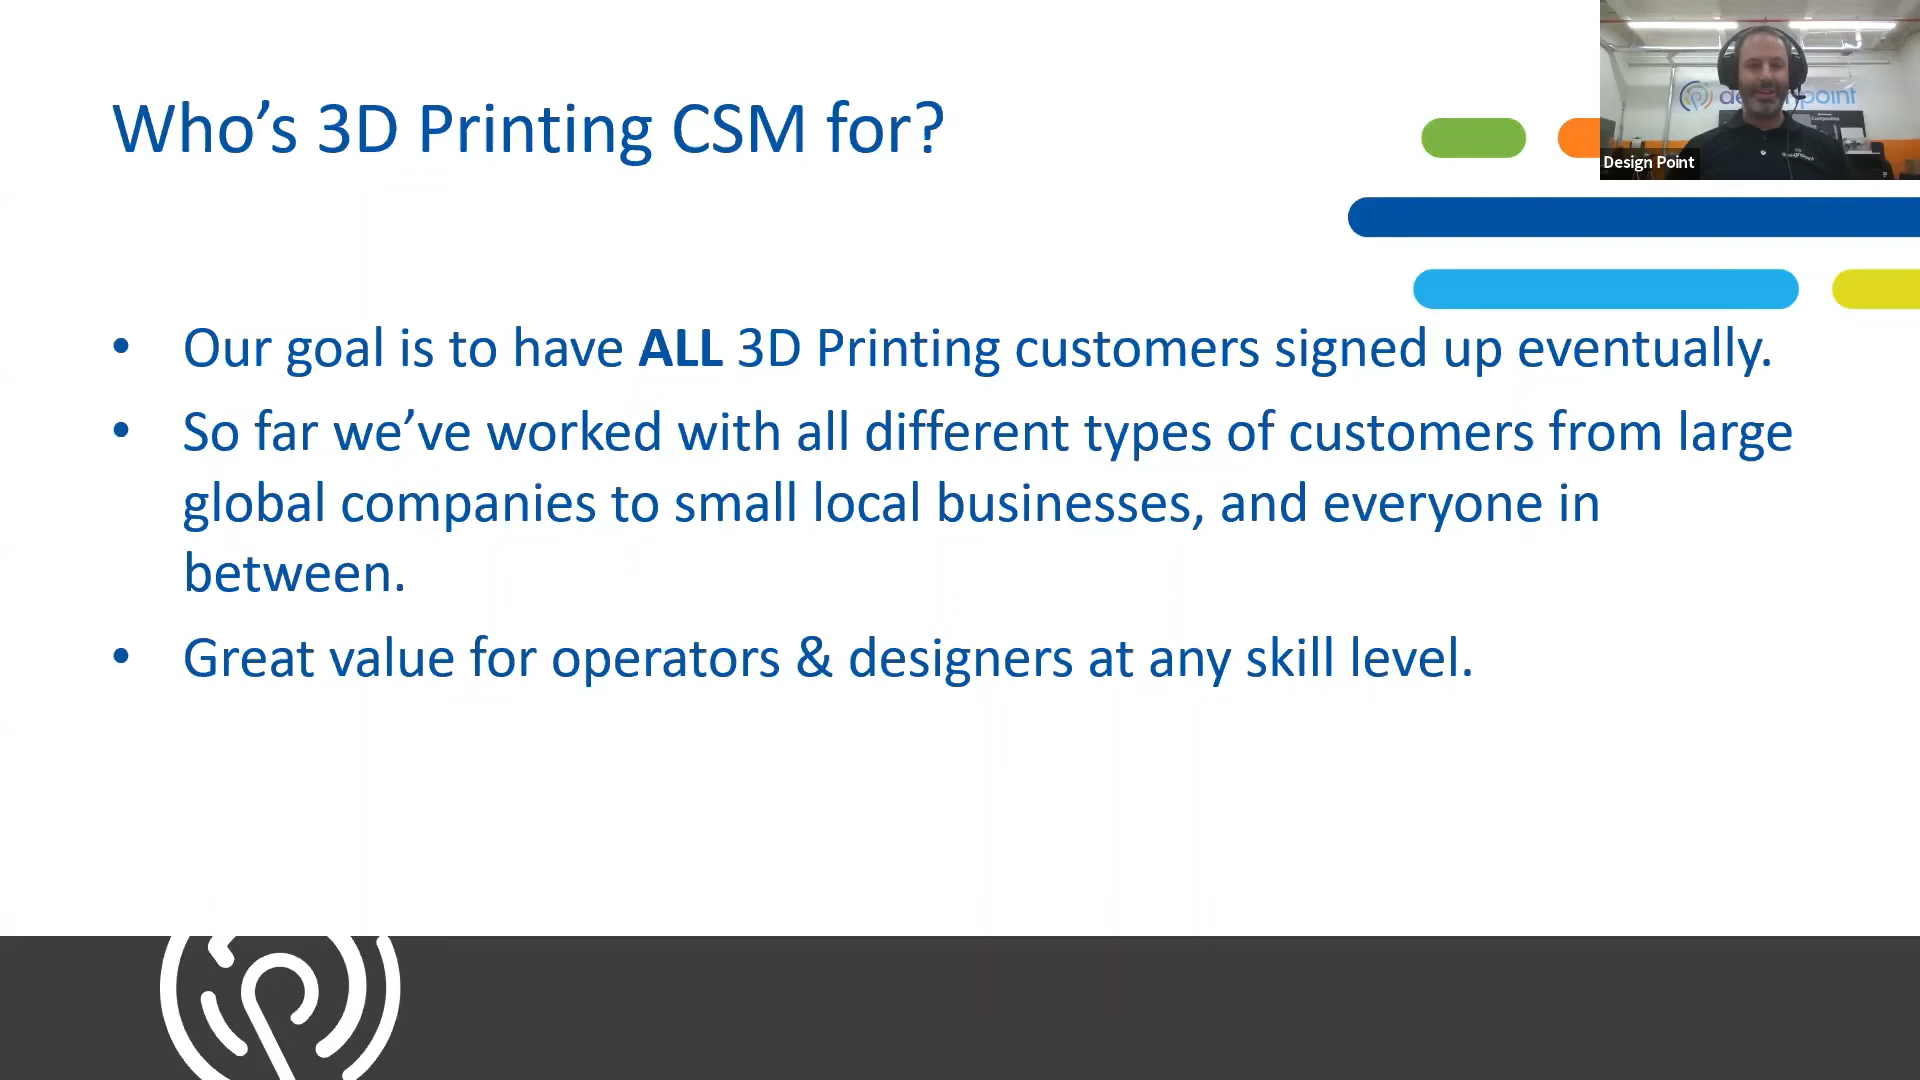 Who’s 3D Printing CSM for?
Design Point
• Our goal is to have ALL 3D Printing customers signed up eventually.
• So far we’ve worked with all different types of customers from large
global companies to small local businesses, and everyone in
between.
• Great value for operators & designers at any skill level.